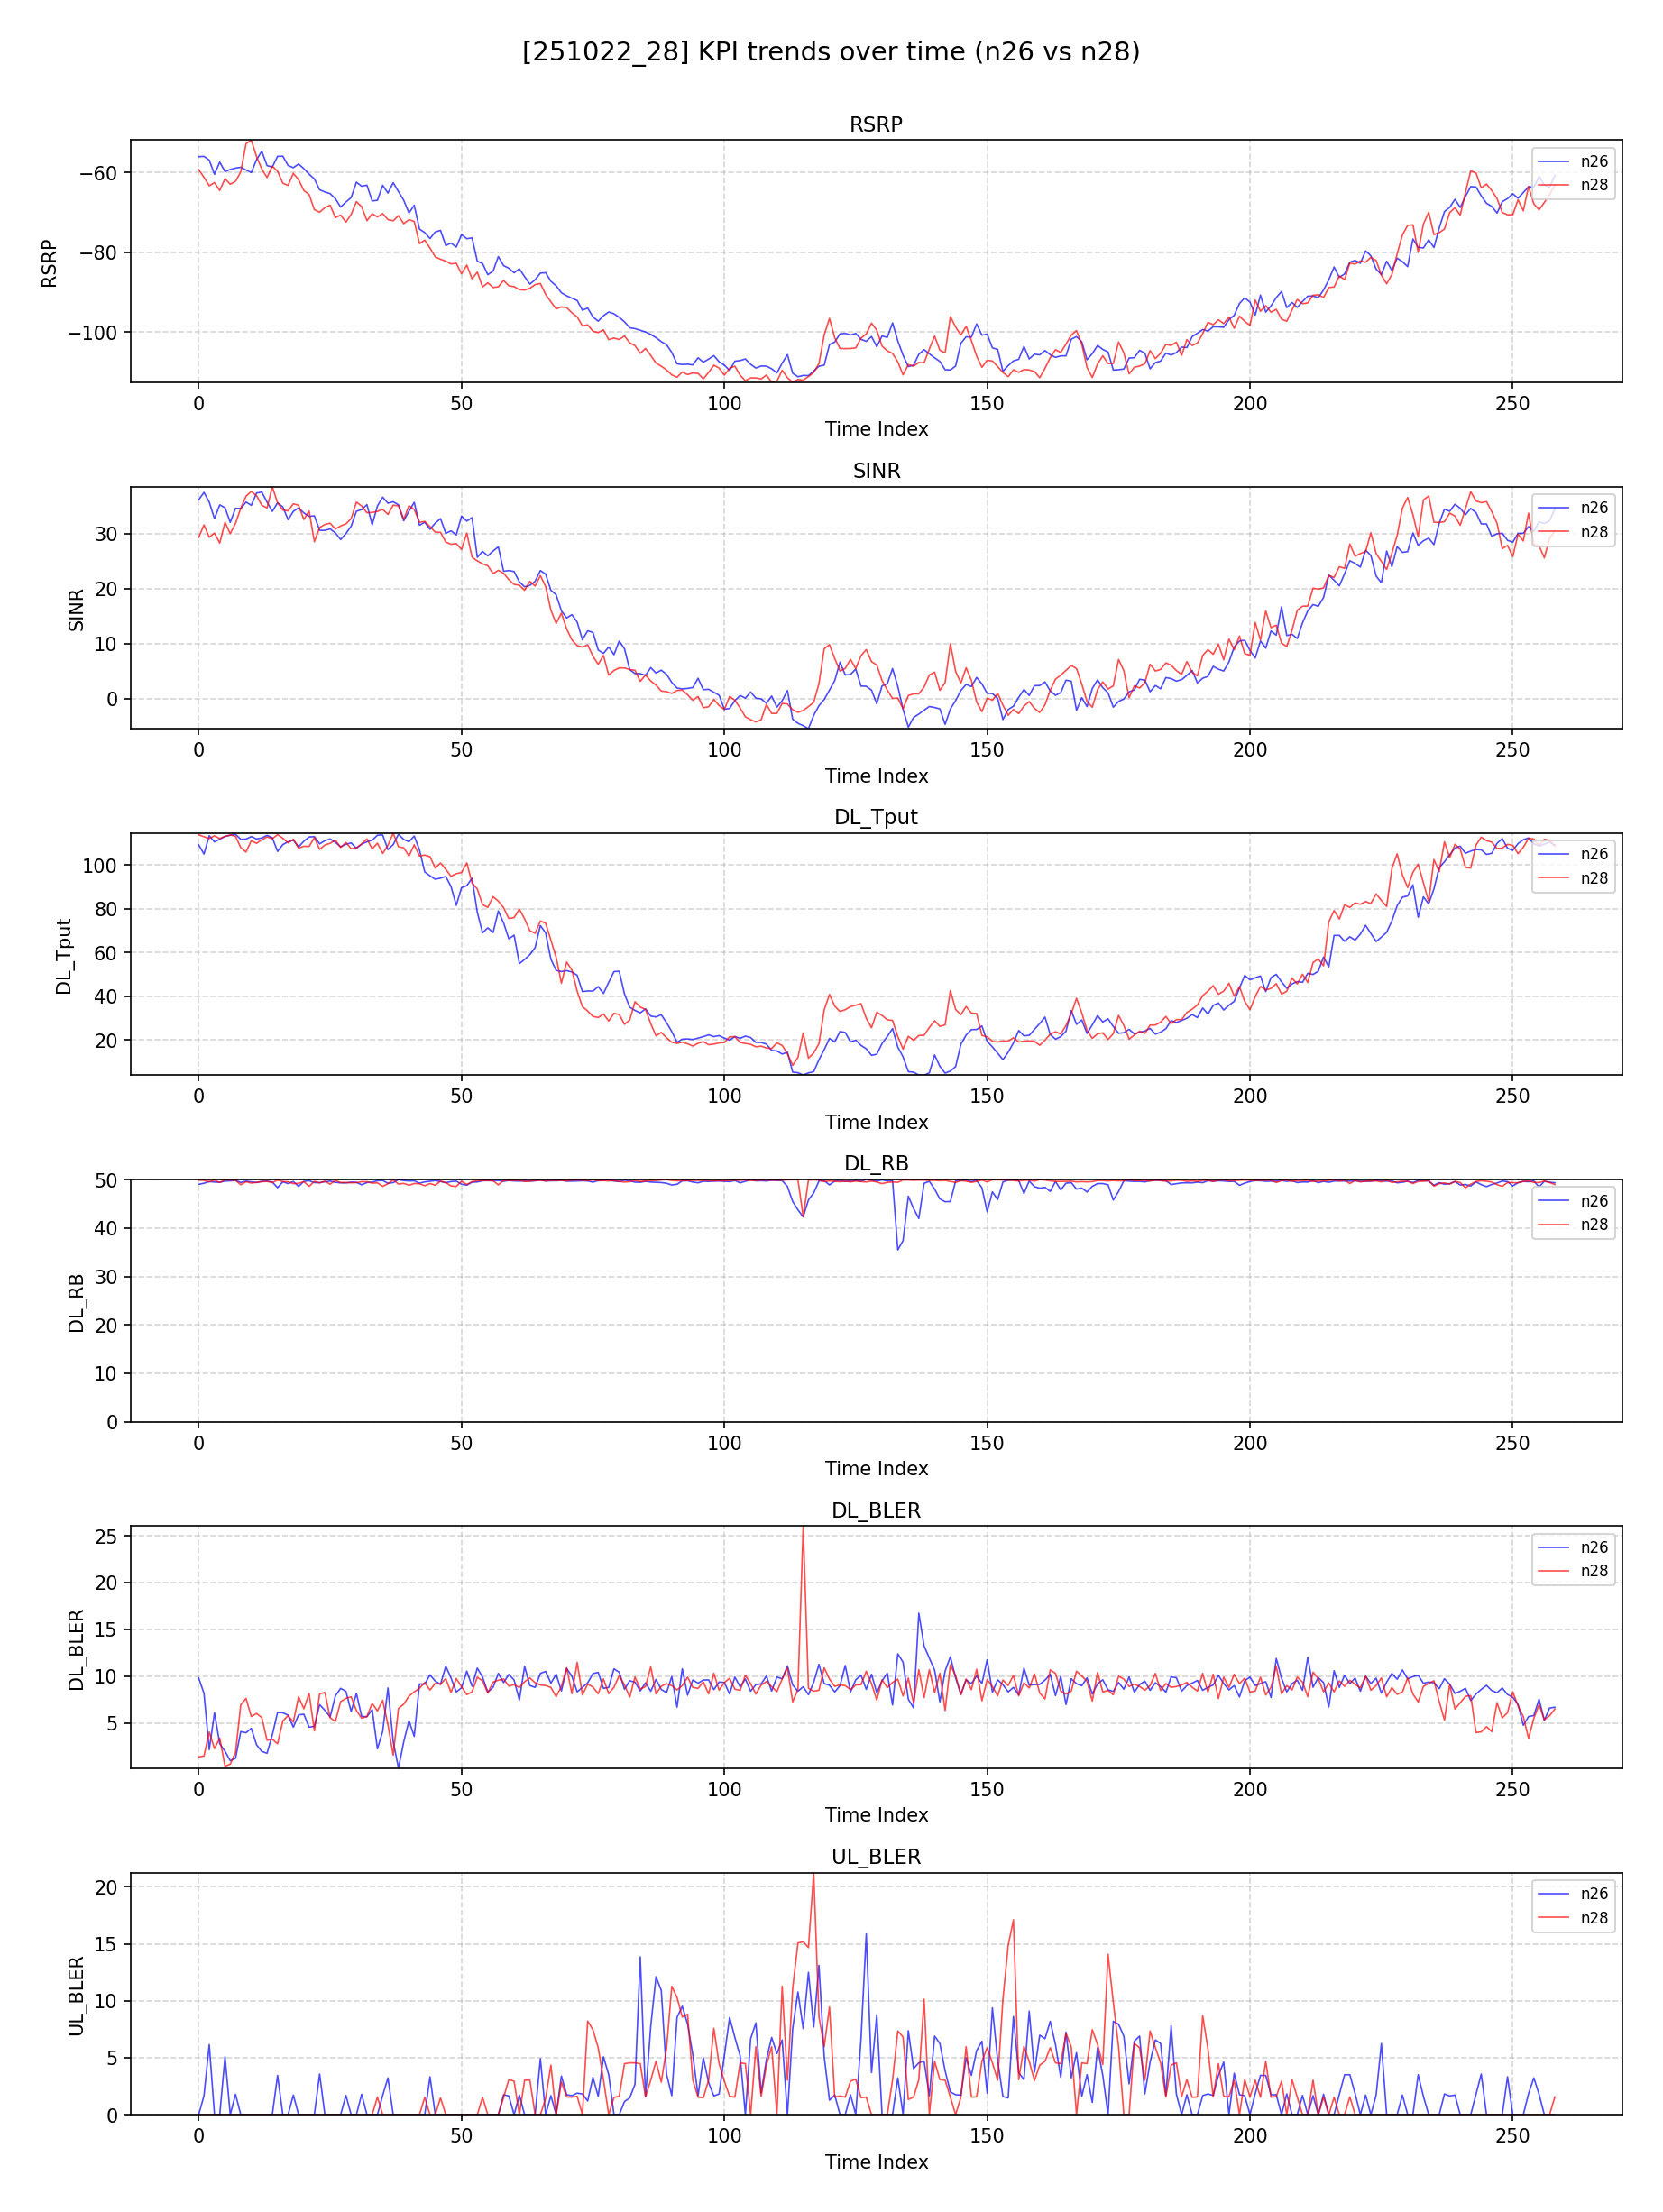 [251022_28] KPI trends over time (n26 vs n28)
RSRP
RSRP
−60
−80
−100
n26
n28
0 50 100 150 200 250
Time Index
SINR
SINR
30
20
10
0
n26
n28
0 50 100 150 200 250
Time Index
DL_Tput
DL_Tput
100
80
60
40
20
n26
n28
0 50 100 150 200 250
Time Index
DL_RB
DL_RB
50
40
30
20
10
0
n26
n28
0 50 100 150 200 250
Time Index
DL_BLER
DL_BLER
25
20
15
10
5
n26
n28
0 50 100 150 200 250
Time Index
UL_BLER
UL_BLER
20
15
10
5
0
n26
n28
0 50 100 150 200 250
Time Index